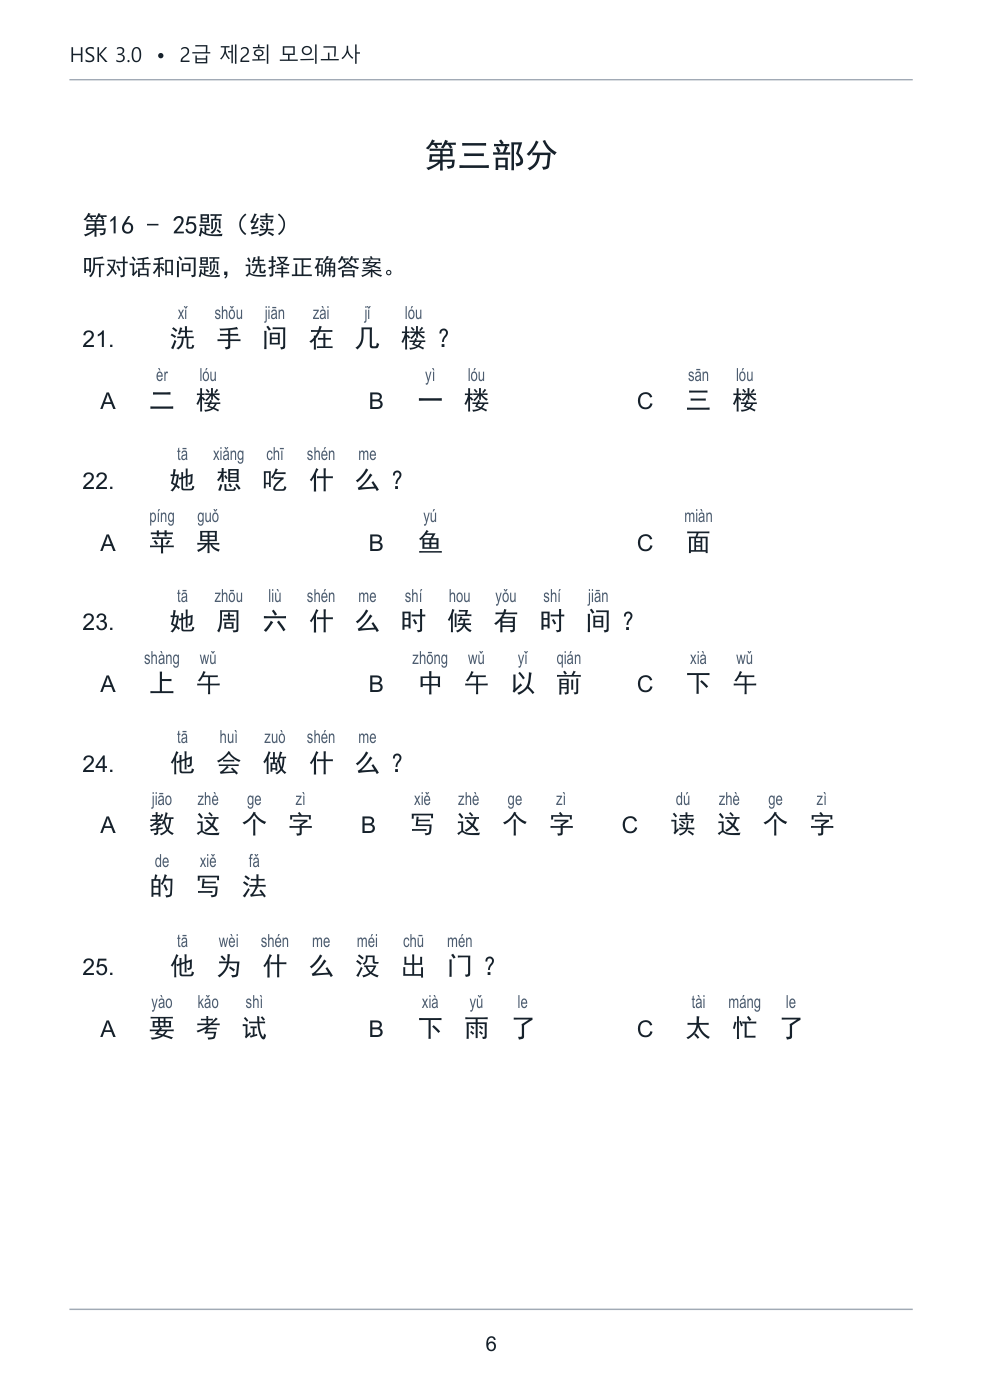 HSK 3.0 • 2급 제2회 모의고사
第三部分
第16 – 25题（续）
听对话和问题，选择正确答案。
xǐ shǒu jiān zài jǐ lóu
21. 洗手间在几楼？
èr lóu yì lóu sān lóu
A 二楼 B 一楼 C 三楼
tā xiǎng chī shén me
22. 她想吃什么？
píng guǒ yú miàn
A 苹果 B 鱼 C 面
tā zhōu liù shén me shí hou yǒu shí jiān
23. 她周六什么时候有时间？
shàng wǔ zhōng wǔ yǐ qián xià wǔ
A 上午 B 中午以前 C 下午
tā huì zuò shén me
24. 他会做什么？
jiāo zhè ge zì xiě zhè ge zì dú zhè ge zì
A 教这个字 B 写这个字 C 读这个字
de xiě fǎ
的写法
tā wèi shén me méi chū mén
25. 他为什么没出门？
yào kǎo shì xià yǔ le tài máng le
A 要考试 B 下雨了 C 太忙了
6